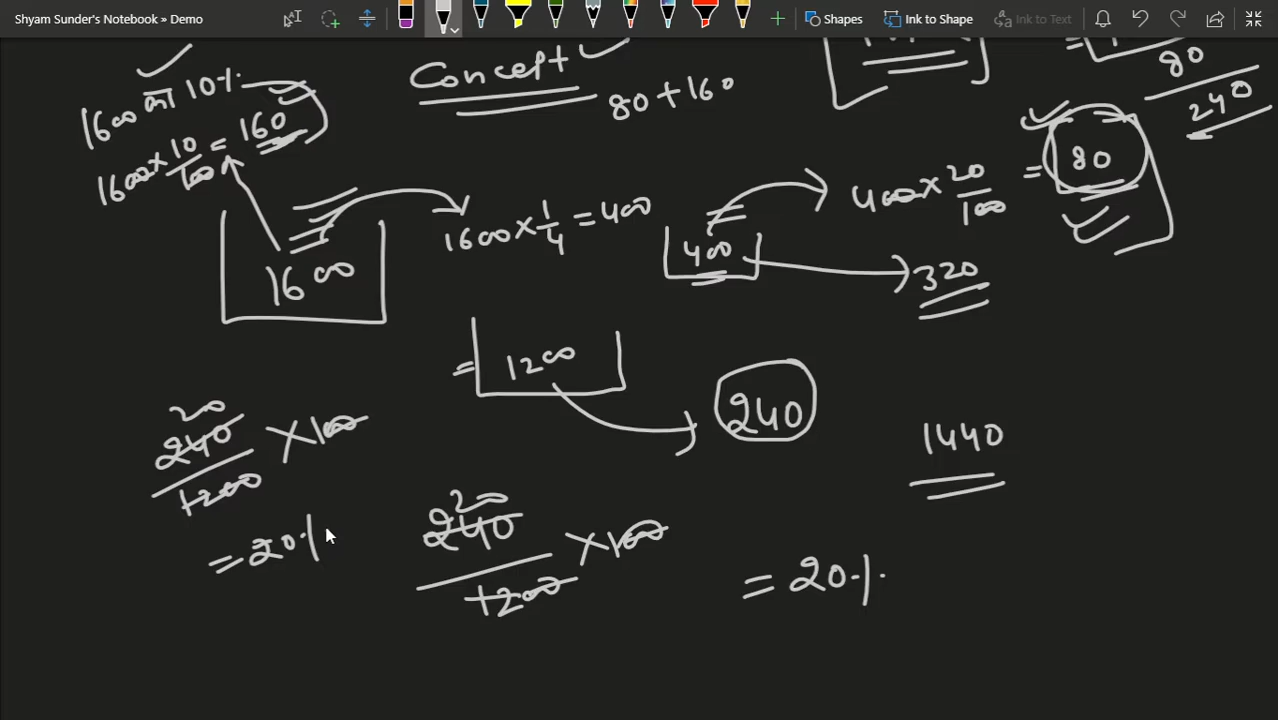 Shyam Sunder's Notebook » Demo
Shapes
Ink to Shape
Ink to Text
1600 का 10%
1600 × 10/100 = 160
Concept
80 + 160
80
240
1600
1600 × 1/4 = 400
400
400 × 20/100 = 80
320
= 1200
240
1440
20
240/1200 × 100
= 20%
20
240/1200 × 100
= 20%